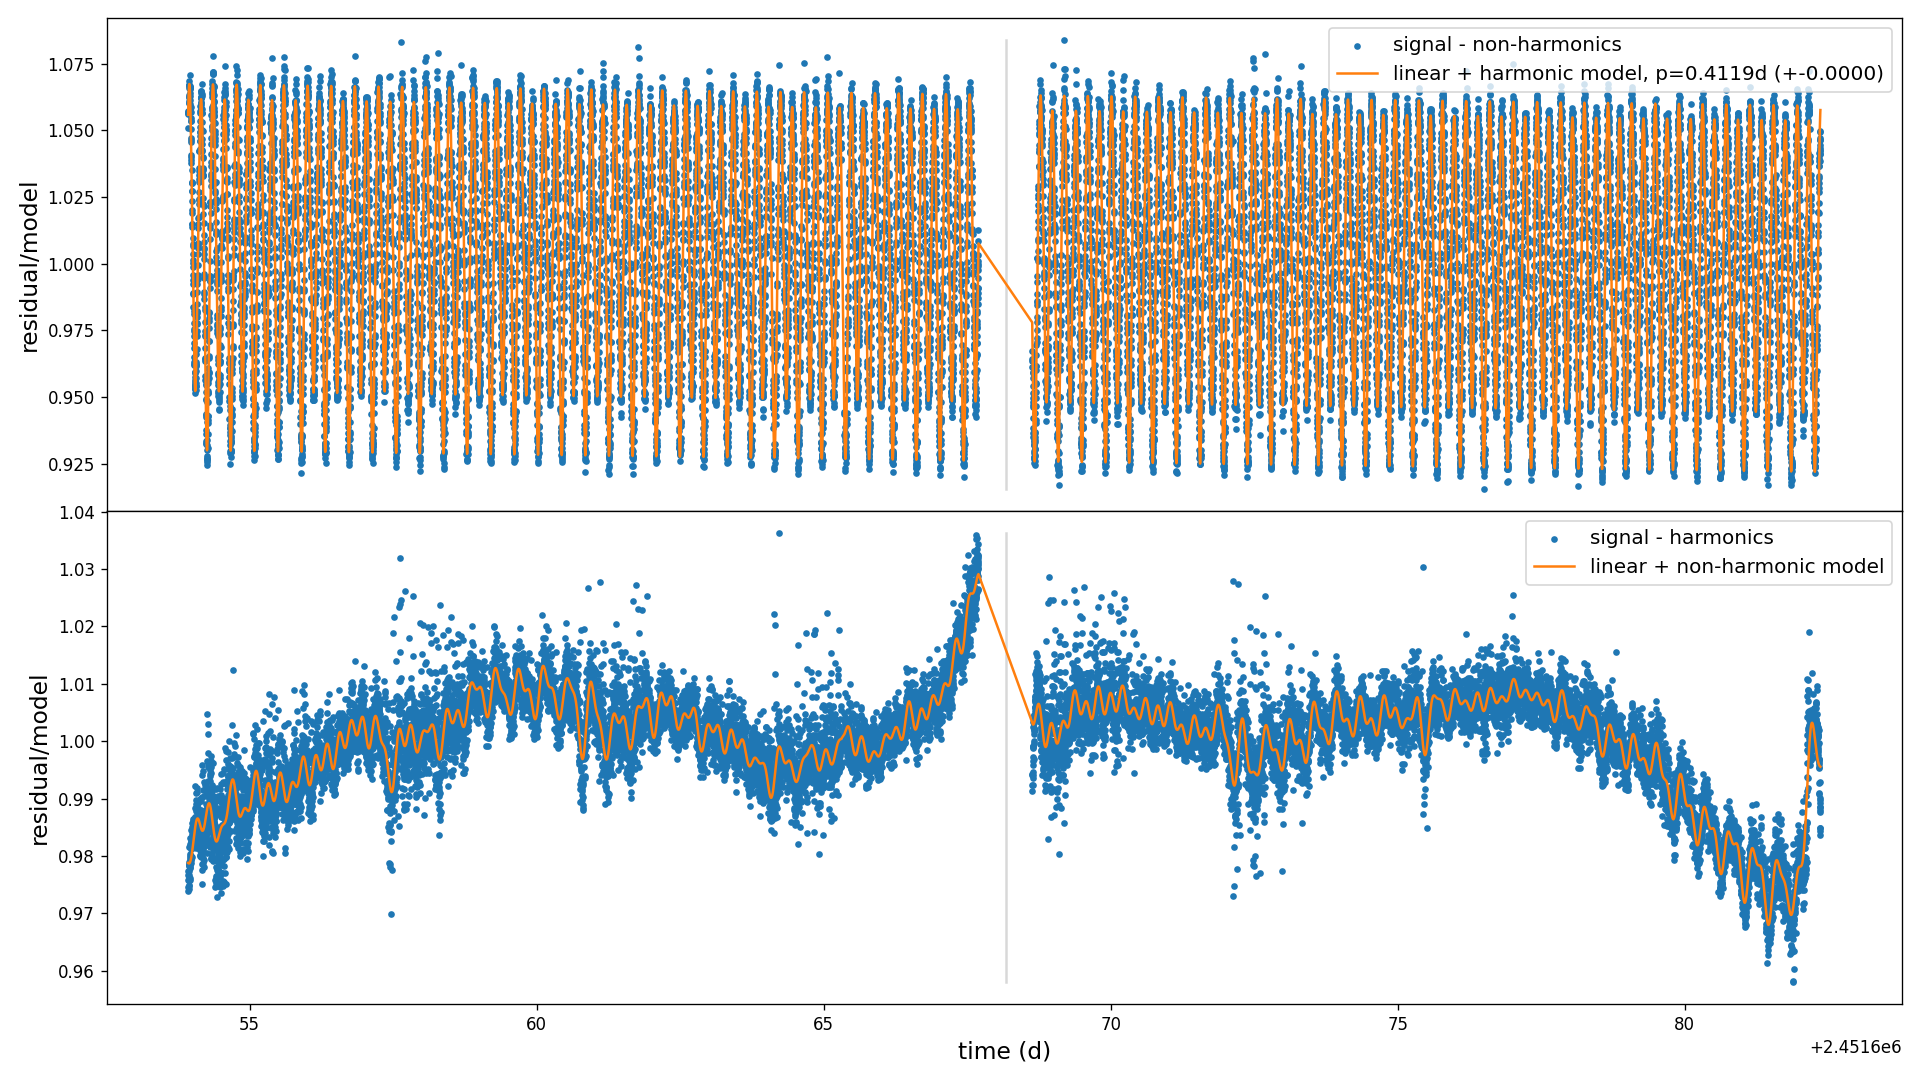 signal - non-harmonics
linear + harmonic model, p=0.4119d (+-0.0000)
1.075
1.050
1.025
1.000
0.975
0.950
0.925
residual/model
signal - harmonics
linear + non-harmonic model
1.04
1.03
1.02
1.01
1.00
0.99
0.98
0.97
0.96
residual/model
55
60
65
70
75
80
time (d)
+2.4516e6